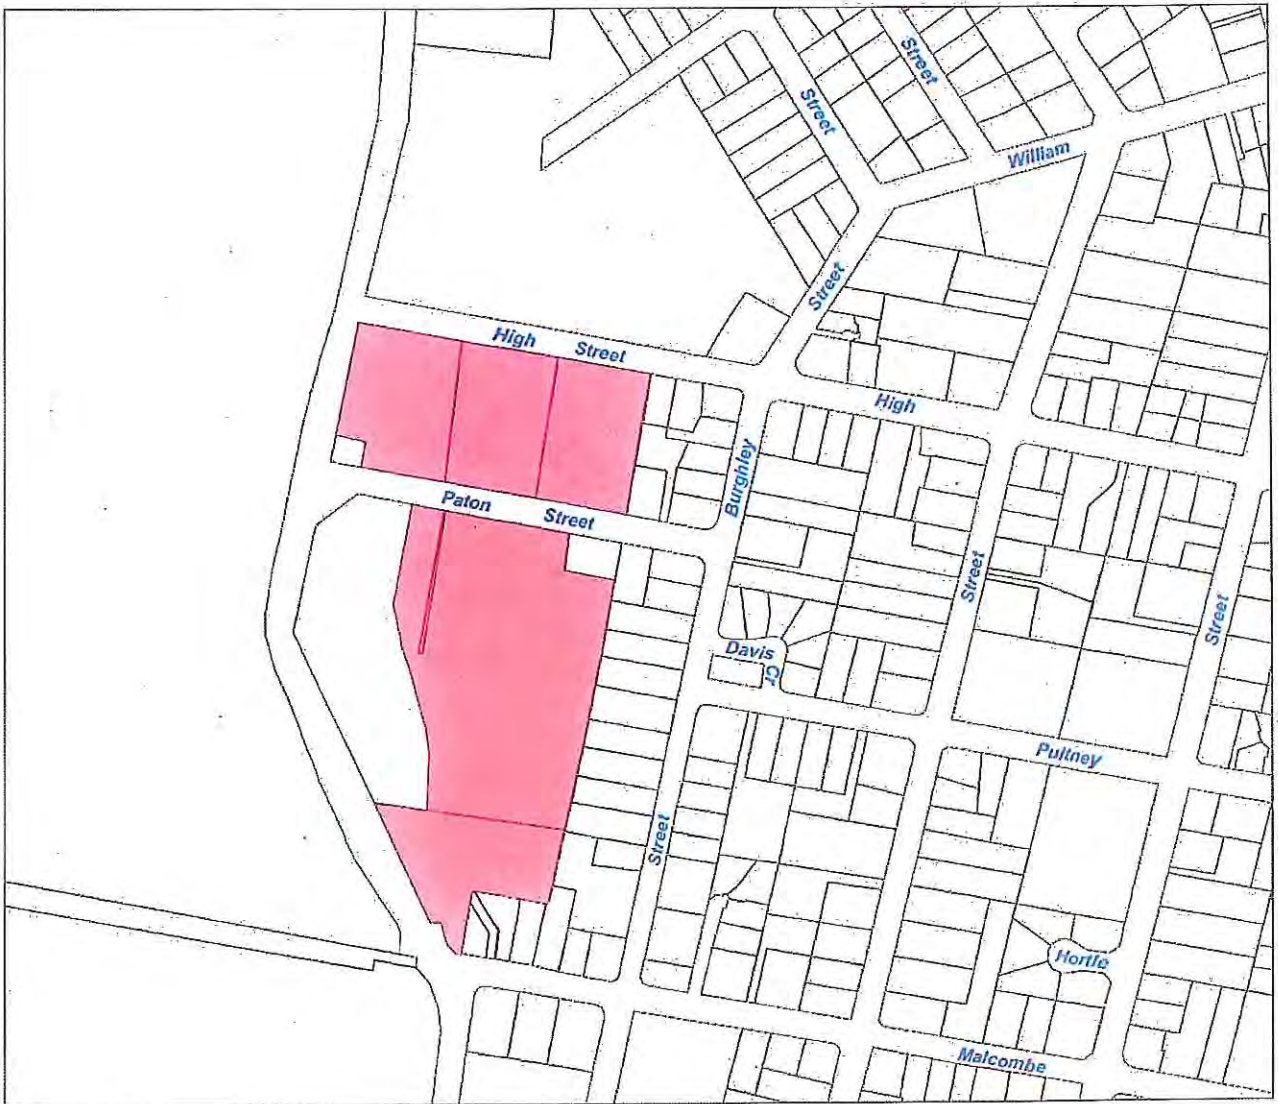 Street
Street
William
Street
High Street
High
Burghley
Paton Street
Street
Street
Davis
Cr
Pultney
Street
Hortle
Malcombe